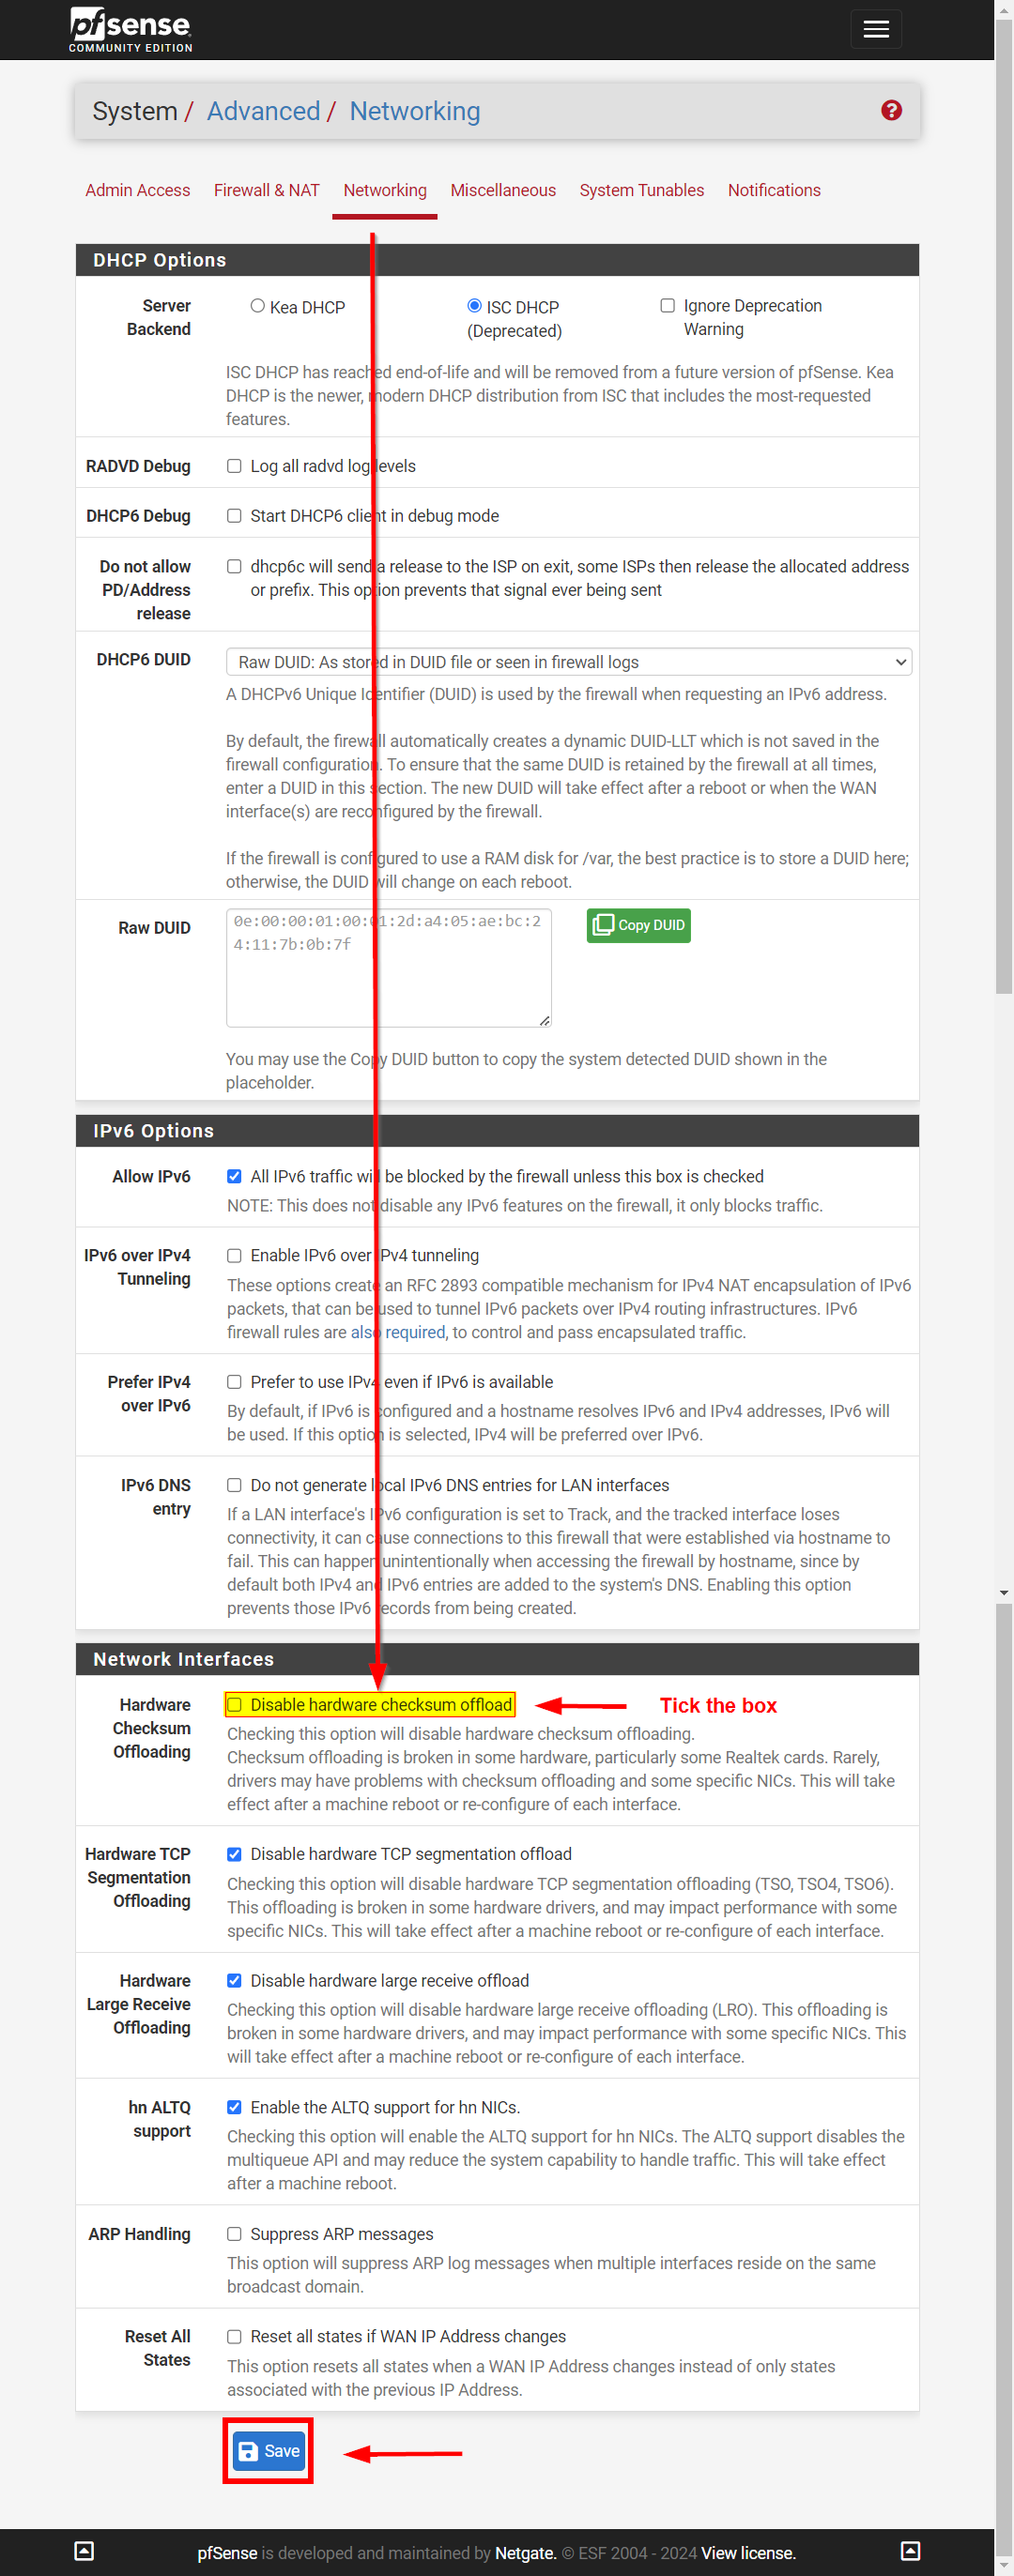 pfsense
COMMUNITY EDITION
System / Advanced / Networking
Admin Access Firewall & NAT Networking Miscellaneous System Tunables Notifications
DHCP Options
Server
Backend
Kea DHCP
ISC DHCP
(Deprecated)
Ignore Deprecation
Warning
ISC DHCP has reached end-of-life and will be removed from a future version of pfSense. Kea
DHCP is the newer, modern DHCP distribution from ISC that includes the most-requested
features.
RADVD Debug
Log all radvd log levels
DHCP6 Debug
Start DHCP6 client in debug mode
Do not allow
PD/Address
release
dhcp6c will send a release to the ISP on exit, some ISPs then release the allocated address
or prefix. This option prevents that signal ever being sent
DHCP6 DUID
Raw DUID: As stored in DUID file or seen in firewall logs
A DHCPv6 Unique Identifier (DUID) is used by the firewall when requesting an IPv6 address.
By default, the firewall automatically creates a dynamic DUID-LLT which is not saved in the
firewall configuration. To ensure that the same DUID is retained by the firewall at all times,
enter a DUID in this section. The new DUID will take effect after a reboot or when the WAN
interface(s) are reconfigured by the firewall.
If the firewall is configured to use a RAM disk for /var, the best practice is to store a DUID here;
otherwise, the DUID will change on each reboot.
Raw DUID
0e:00:00:01:00:01:2d:a4:05:ae:bc:2
4:11:7b:0b:7f
Copy DUID
You may use the Copy DUID button to copy the system detected DUID shown in the
placeholder.
IPv6 Options
Allow IPv6
All IPv6 traffic will be blocked by the firewall unless this box is checked
NOTE: This does not disable any IPv6 features on the firewall, it only blocks traffic.
IPv6 over IPv4
Tunneling
Enable IPv6 over IPv4 tunneling
These options create an RFC 2893 compatible mechanism for IPv4 NAT encapsulation of IPv6
packets, that can be used to tunnel IPv6 packets over IPv4 routing infrastructures. IPv6
firewall rules are also required, to control and pass encapsulated traffic.
Prefer IPv4
over IPv6
Prefer to use IPv4 even if IPv6 is available
By default, if IPv6 is configured and a hostname resolves IPv6 and IPv4 addresses, IPv6 will
be used. If this option is selected, IPv4 will be preferred over IPv6.
IPv6 DNS
entry
Do not generate local IPv6 DNS entries for LAN interfaces
If a LAN interface's IPv6 configuration is set to Track, and the tracked interface loses
connectivity, it can cause connections to this firewall that were established via hostname to
fail. This can happen unintentionally when accessing the firewall by hostname, since by
default both IPv4 and IPv6 entries are added to the system's DNS. Enabling this option
prevents those IPv6 records from being created.
Network Interfaces
Hardware
Checksum
Offloading
Disable hardware checksum offload
Tick the box
Checking this option will disable hardware checksum offloading.
Checksum offloading is broken in some hardware, particularly some Realtek cards. Rarely,
drivers may have problems with checksum offloading and some specific NICs. This will take
effect after a machine reboot or re-configure of each interface.
Hardware TCP
Segmentation
Offloading
Disable hardware TCP segmentation offload
Checking this option will disable hardware TCP segmentation offloading (TSO, TSO4, TSO6).
This offloading is broken in some hardware drivers, and may impact performance with some
specific NICs. This will take effect after a machine reboot or re-configure of each interface.
Hardware
Large Receive
Offloading
Disable hardware large receive offload
Checking this option will disable hardware large receive offloading (LRO). This offloading is
broken in some hardware drivers, and may impact performance with some specific NICs. This
will take effect after a machine reboot or re-configure of each interface.
hn ALTQ
support
Enable the ALTQ support for hn NICs.
Checking this option will enable the ALTQ support for hn NICs. The ALTQ support disables the
multiqueue API and may reduce the system capability to handle traffic. This will take effect
after a machine reboot.
ARP Handling
Suppress ARP messages
This option will suppress ARP log messages when multiple interfaces reside on the same
broadcast domain.
Reset All
States
Reset all states if WAN IP Address changes
This option resets all states when a WAN IP Address changes instead of only states
associated with the previous IP Address.
Save
pfSense is developed and maintained by Netgate. © ESF 2004 - 2024 View license.